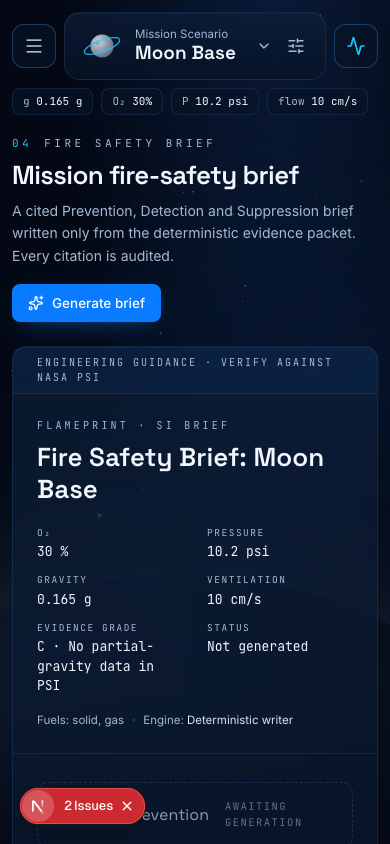 Mission Scenario
Moon Base
g 0.165 g O₂ 30% P 10.2 psi flow 10 cm/s
04 FIRE SAFETY BRIEF
Mission fire-safety brief
A cited Prevention, Detection and Suppression brief
written only from the deterministic evidence packet.
Every citation is audited.
Generate brief
ENGINEERING GUIDANCE · VERIFY AGAINST
NASA PSI
FLAMEPRINT · SI BRIEF
Fire Safety Brief: Moon
Base
O₂ PRESSURE
30 % 10.2 psi
GRAVITY VENTILATION
0.165 g 10 cm/s
EVIDENCE GRADE STATUS
C · No partial- Not generated
gravity data in
PSI
Fuels: solid, gas · Engine: Deterministic writer
N 2 Issues
evention AWAITING
GENERATION